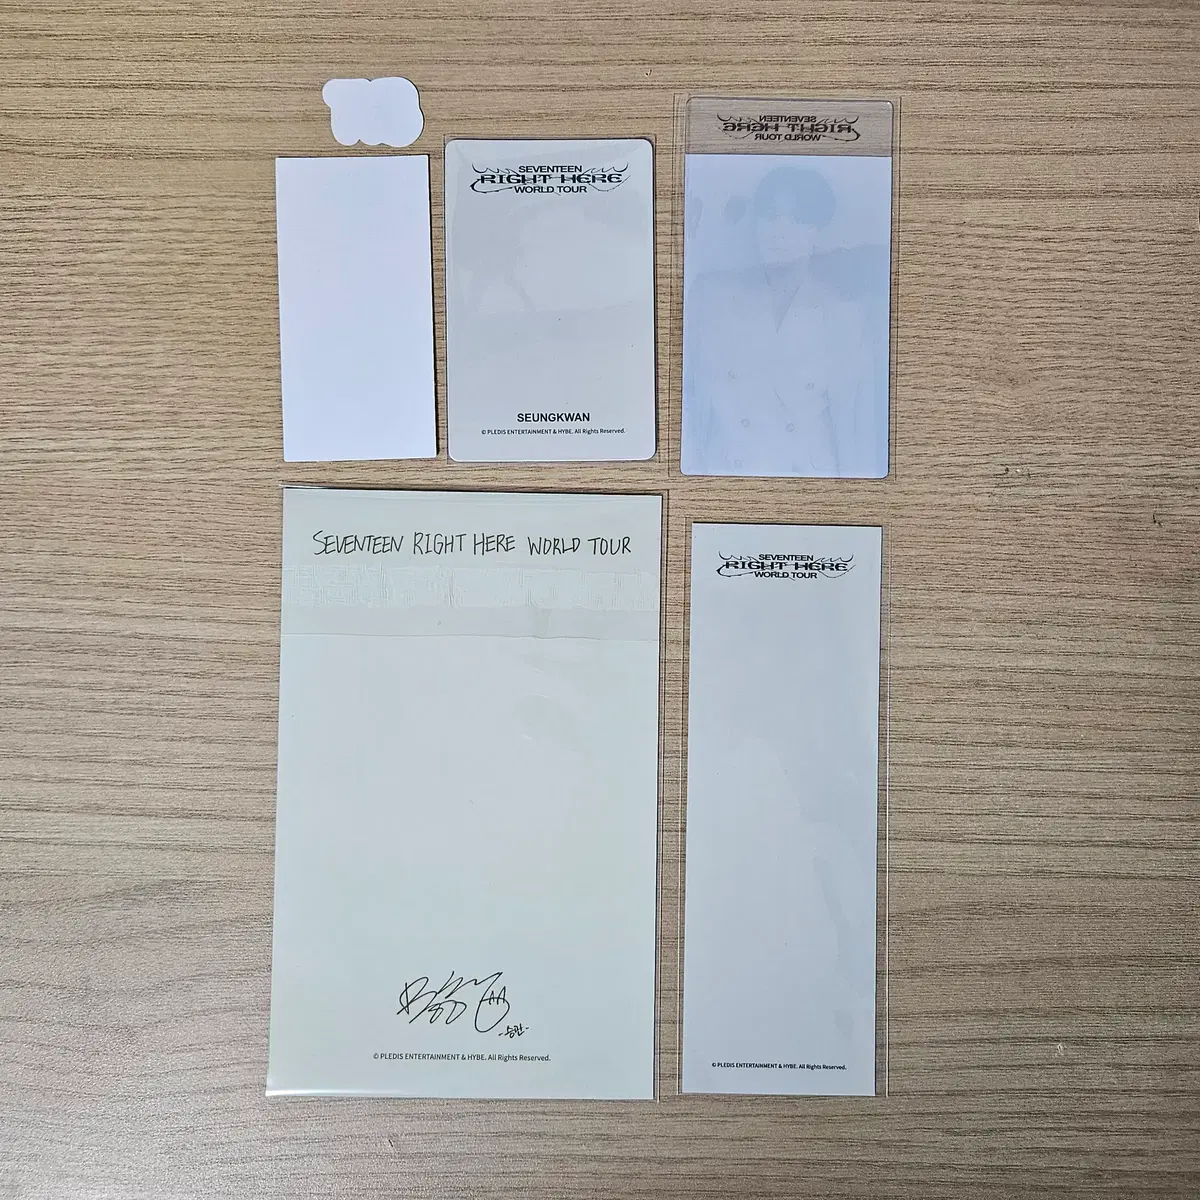 SEVENTEEN
RIGHT HERE
WORLD TOUR
SEUNGKWAN
© PLEDIS ENTERTAINMENT & HYBE. All Rights Reserved.
SEVENTEEN
RIGHT HERE
WORLD TOUR
SEVENTEEN RIGHT HERE WORLD TOUR
-승관-
© PLEDIS ENTERTAINMENT & HYBE. All Rights Reserved.
SEVENTEEN
RIGHT HERE
WORLD TOUR
© PLEDIS ENTERTAINMENT & HYBE. All Rights Reserved.